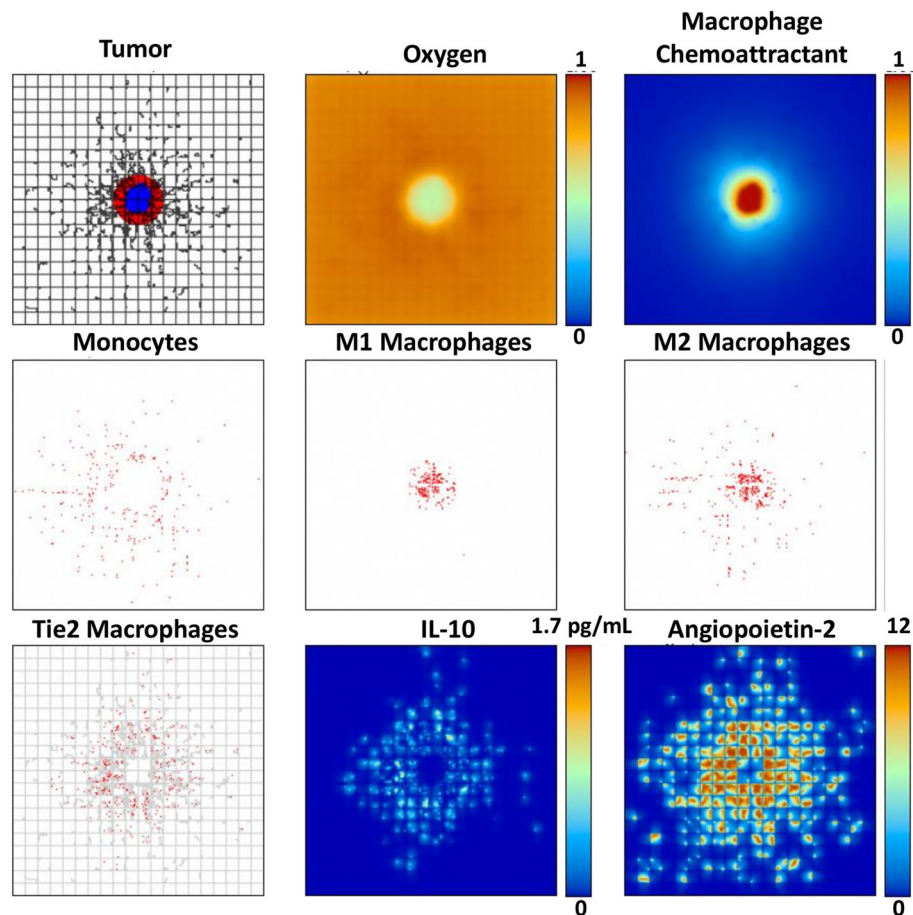 Tumor
Oxygen
Macrophage
Chemoattractant
1
1
0
0
Monocytes
M1 Macrophages
M2 Macrophages
Tie2 Macrophages
IL-10
1.7 pg/mL
Angiopoietin-2
12
0
0